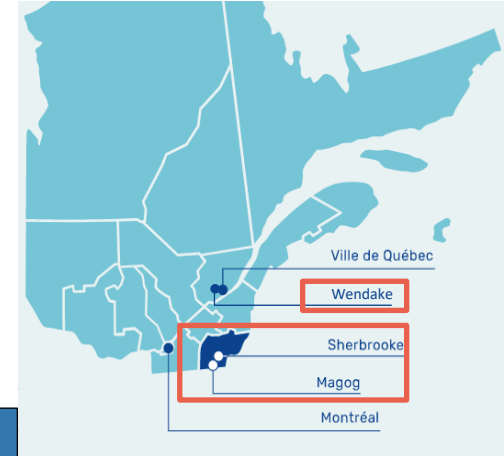 Ville de Québec
Wendake
Sherbrooke
Magog
Montréal